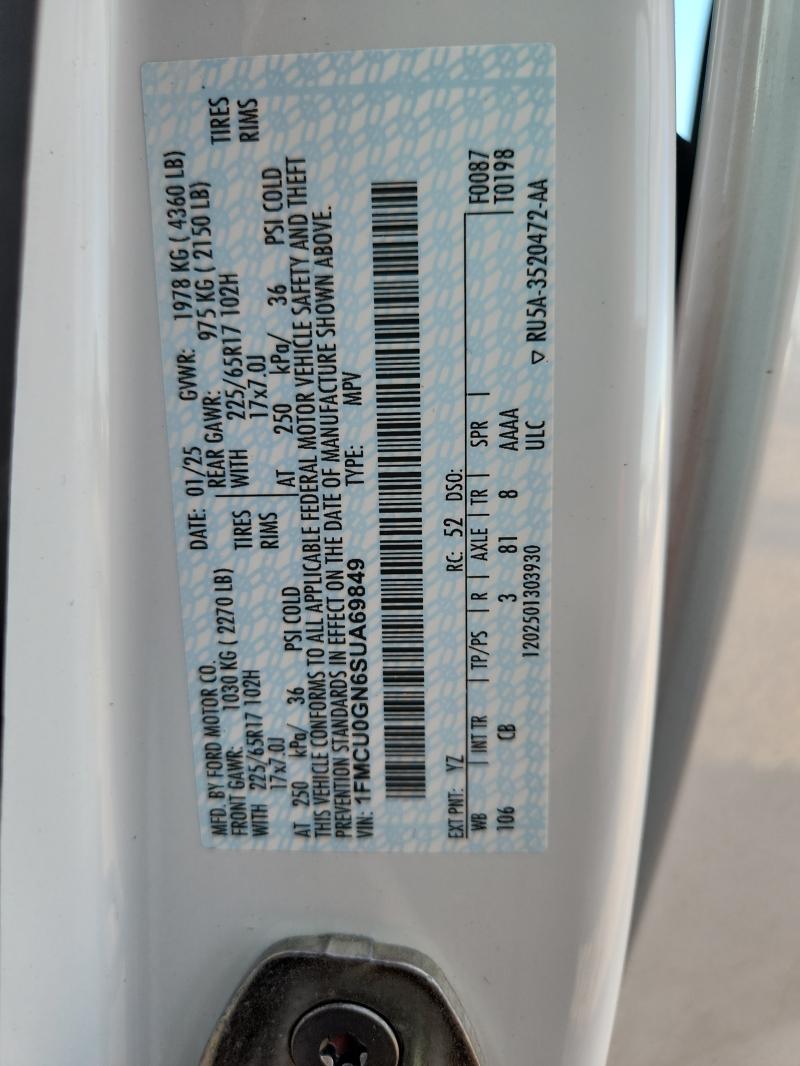 MFD. BY FORD MOTOR CO.
DATE: 01/25 GVWR: 1978 KG ( 4360 LB)
FRONT GAWR: 1030 KG ( 2270 LB) REAR GAWR: 975 KG ( 2150 LB)
WITH 225/65R17 102H TIRES WITH 225/65R17 102H TIRES
17x7.0J RIMS 17x7.0J RIMS
AT 250 kPa/ 36 PSI COLD AT 250 kPa/ 36 PSI COLD
THIS VEHICLE CONFORMS TO ALL APPLICABLE FEDERAL MOTOR VEHICLE SAFETY AND THEFT
PREVENTION STANDARDS IN EFFECT ON THE DATE OF MANUFACTURE SHOWN ABOVE.
VIN: 1FMCU0GN6SUA69849 TYPE: MPV
EXT PNT: YZ RC: 52 DSO: F0087
WB INT TR TP/PS R AXLE TR SPR T0198
106 CB 3 81 8 AAAA
1202501303930 ULC ▽ RU5A-3520472-AA